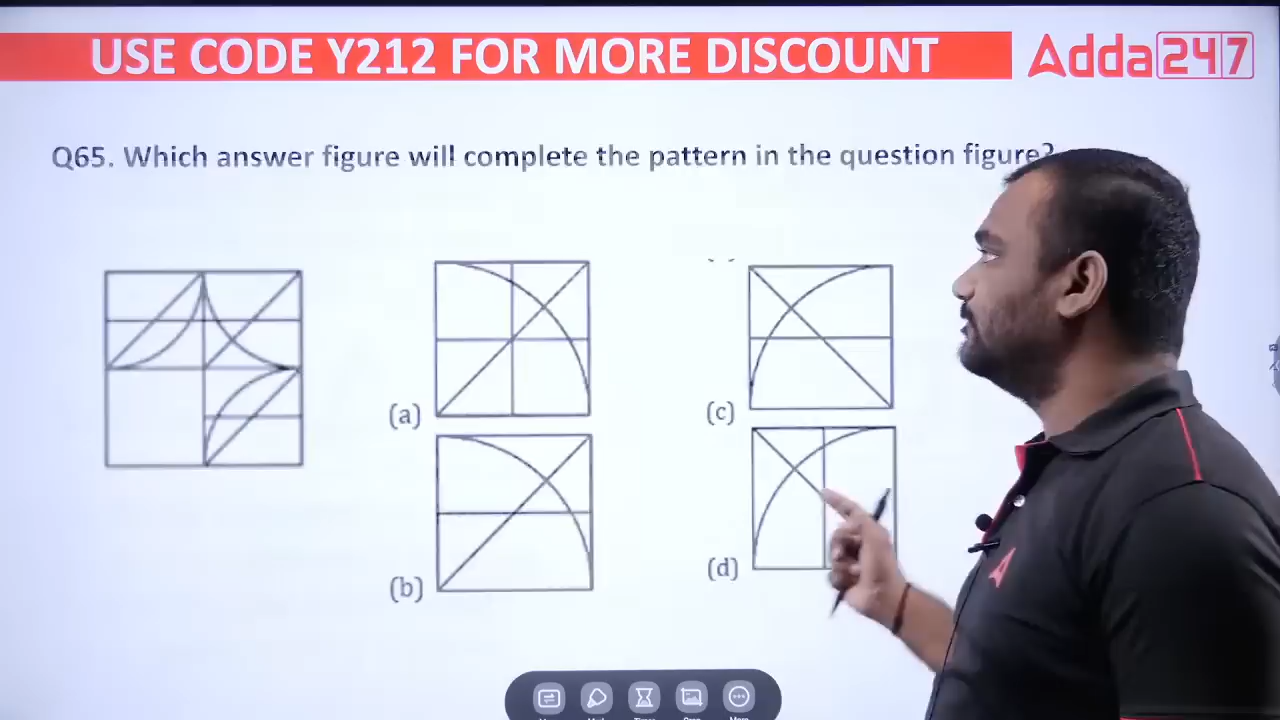 USE CODE Y212 FOR MORE DISCOUNT
Adda247
Q65. Which answer figure will complete the pattern in the question figure?
(a)
(c)
(b)
(d)